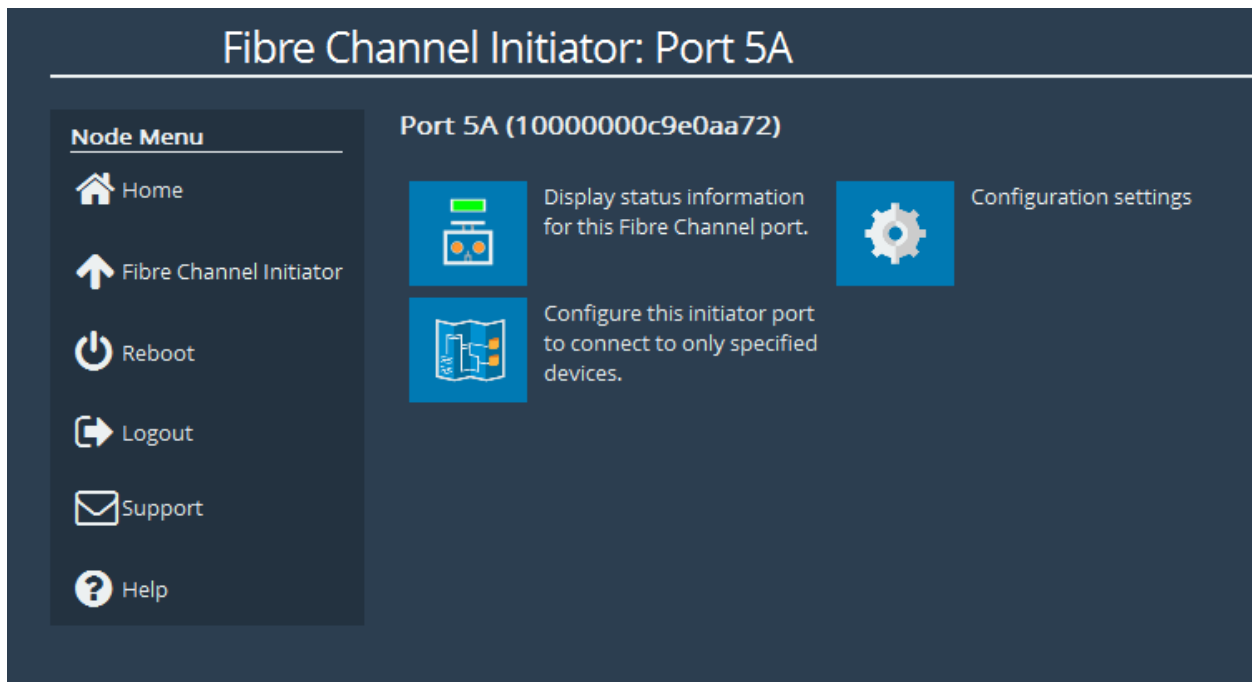 Fibre Channel Initiator: Port 5A
Node Menu
Home
Fibre Channel Initiator
Reboot
Logout
Support
Help
Port 5A (10000000c9e0aa72)
Display status information
for this Fibre Channel port.
Configuration settings
Configure this initiator port
to connect to only specified
devices.